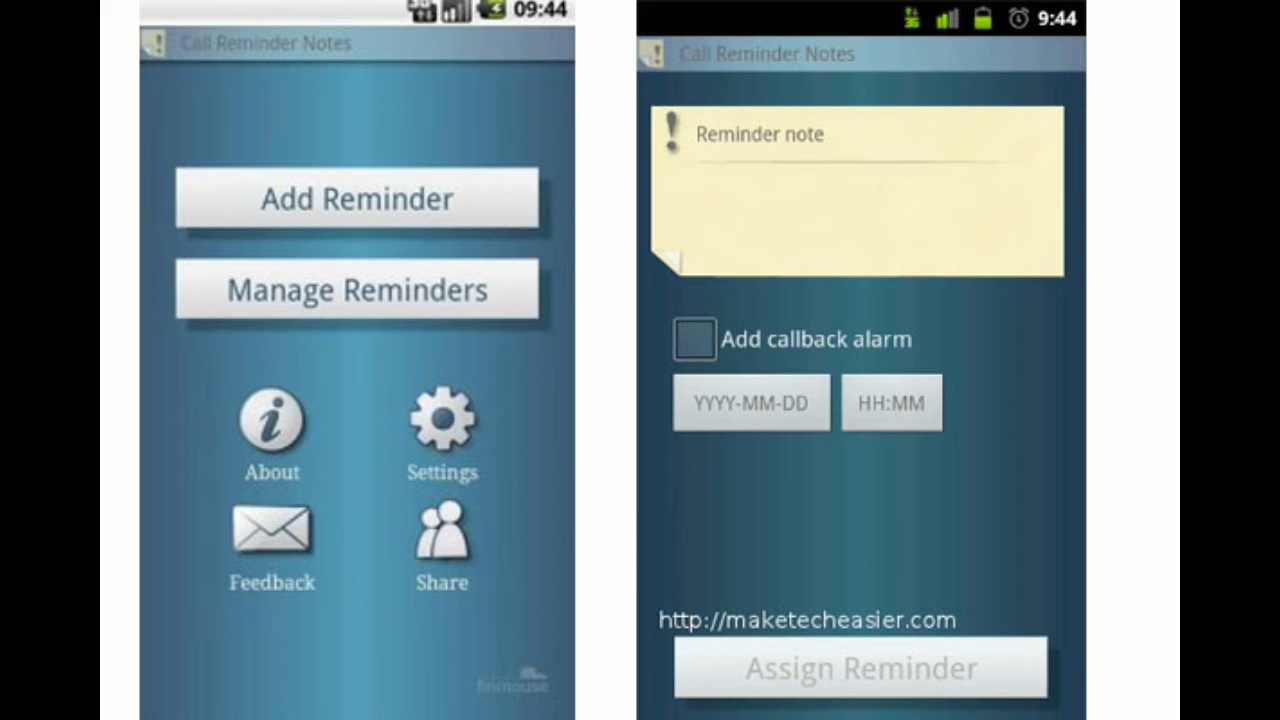 09:44
Call Reminder Notes
Add Reminder
Manage Reminders
About
Settings
Feedback
Share
finmouse
9:44
Call Reminder Notes
Reminder note
Add callback alarm
YYYY-MM-DD
HH:MM
http://maketecheasier.com
Assign Reminder